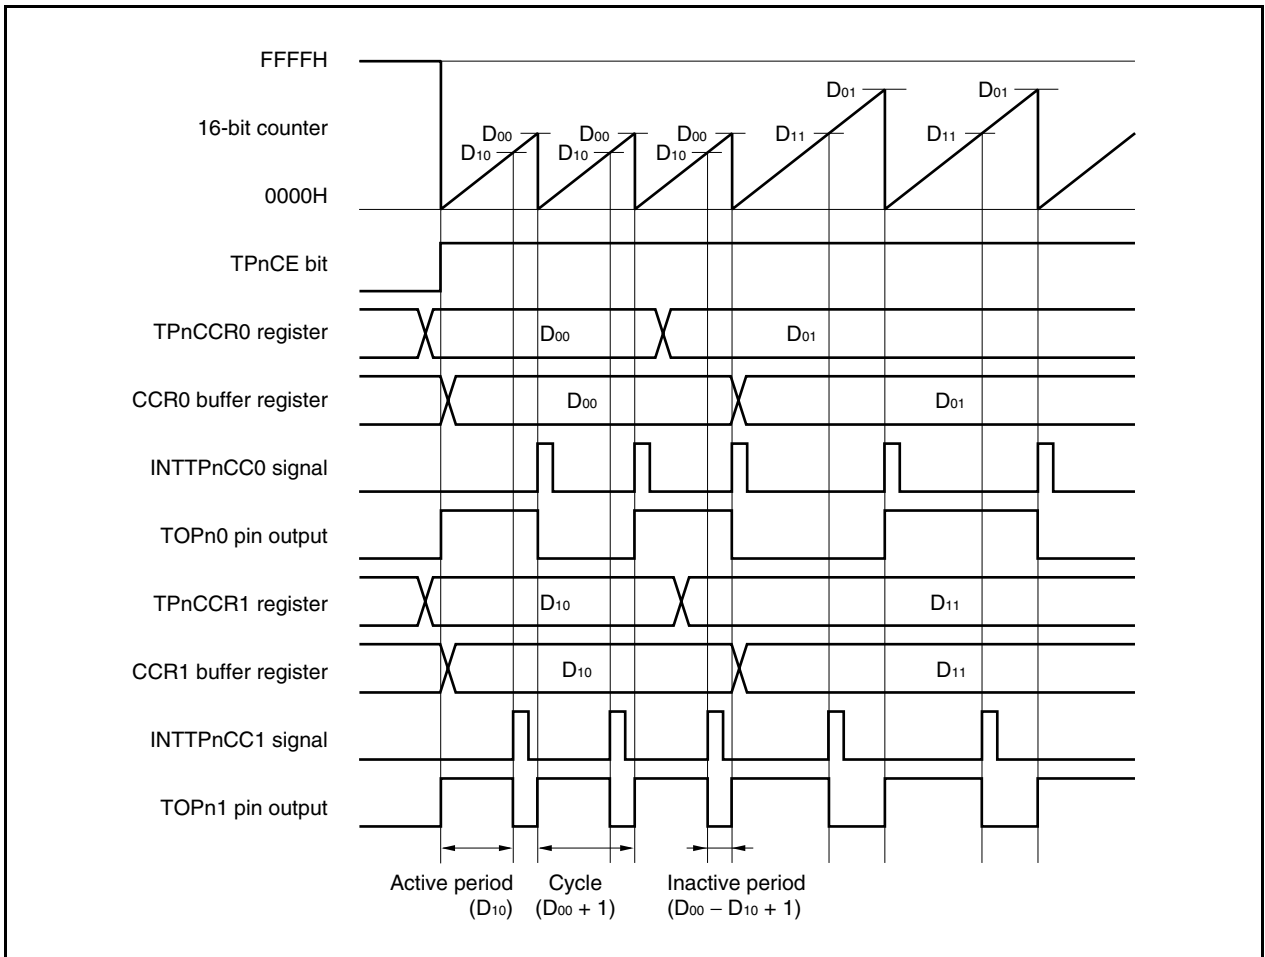 FFFFH
16-bit counter
0000H
D00 D00 D00 D01 D01
D10 D10 D10 D11 D11
TPnCE bit
TPnCCR0 register D00 D01
CCR0 buffer register D00 D01
INTTPnCC0 signal
TOPn0 pin output
TPnCCR1 register D10 D11
CCR1 buffer register D10 D11
INTTPnCC1 signal
TOPn1 pin output
Active period Cycle Inactive period
(D10) (D00 + 1) (D00 − D10 + 1)